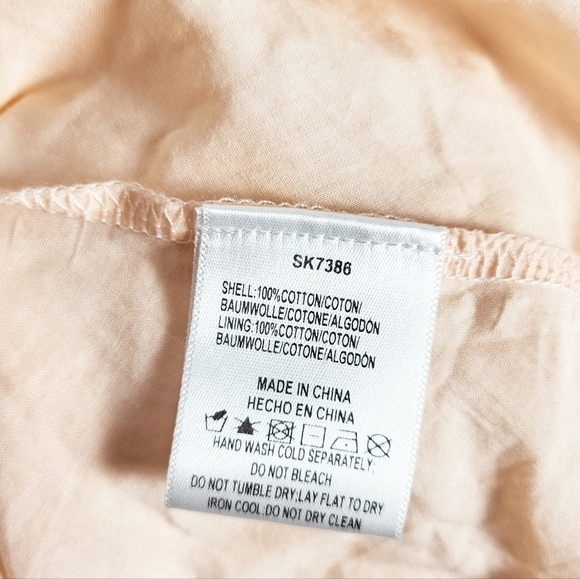 SK7386
SHELL:100%COTTON/COTON/
BAUMWOLLE/COTONE/ALGODÓN
LINING:100%COTTON/COTON/
BAUMWOLLE/COTONE/ALGODÓN
MADE IN CHINA
HECHO EN CHINA
HAND WASH COLD SEPARATELY;
DO NOT BLEACH
DO NOT TUMBLE DRY;LAY FLAT TO DRY
IRON COOL;DO NOT DRY CLEAN